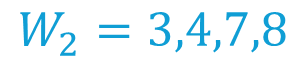 W₂ = 3,4,7,8